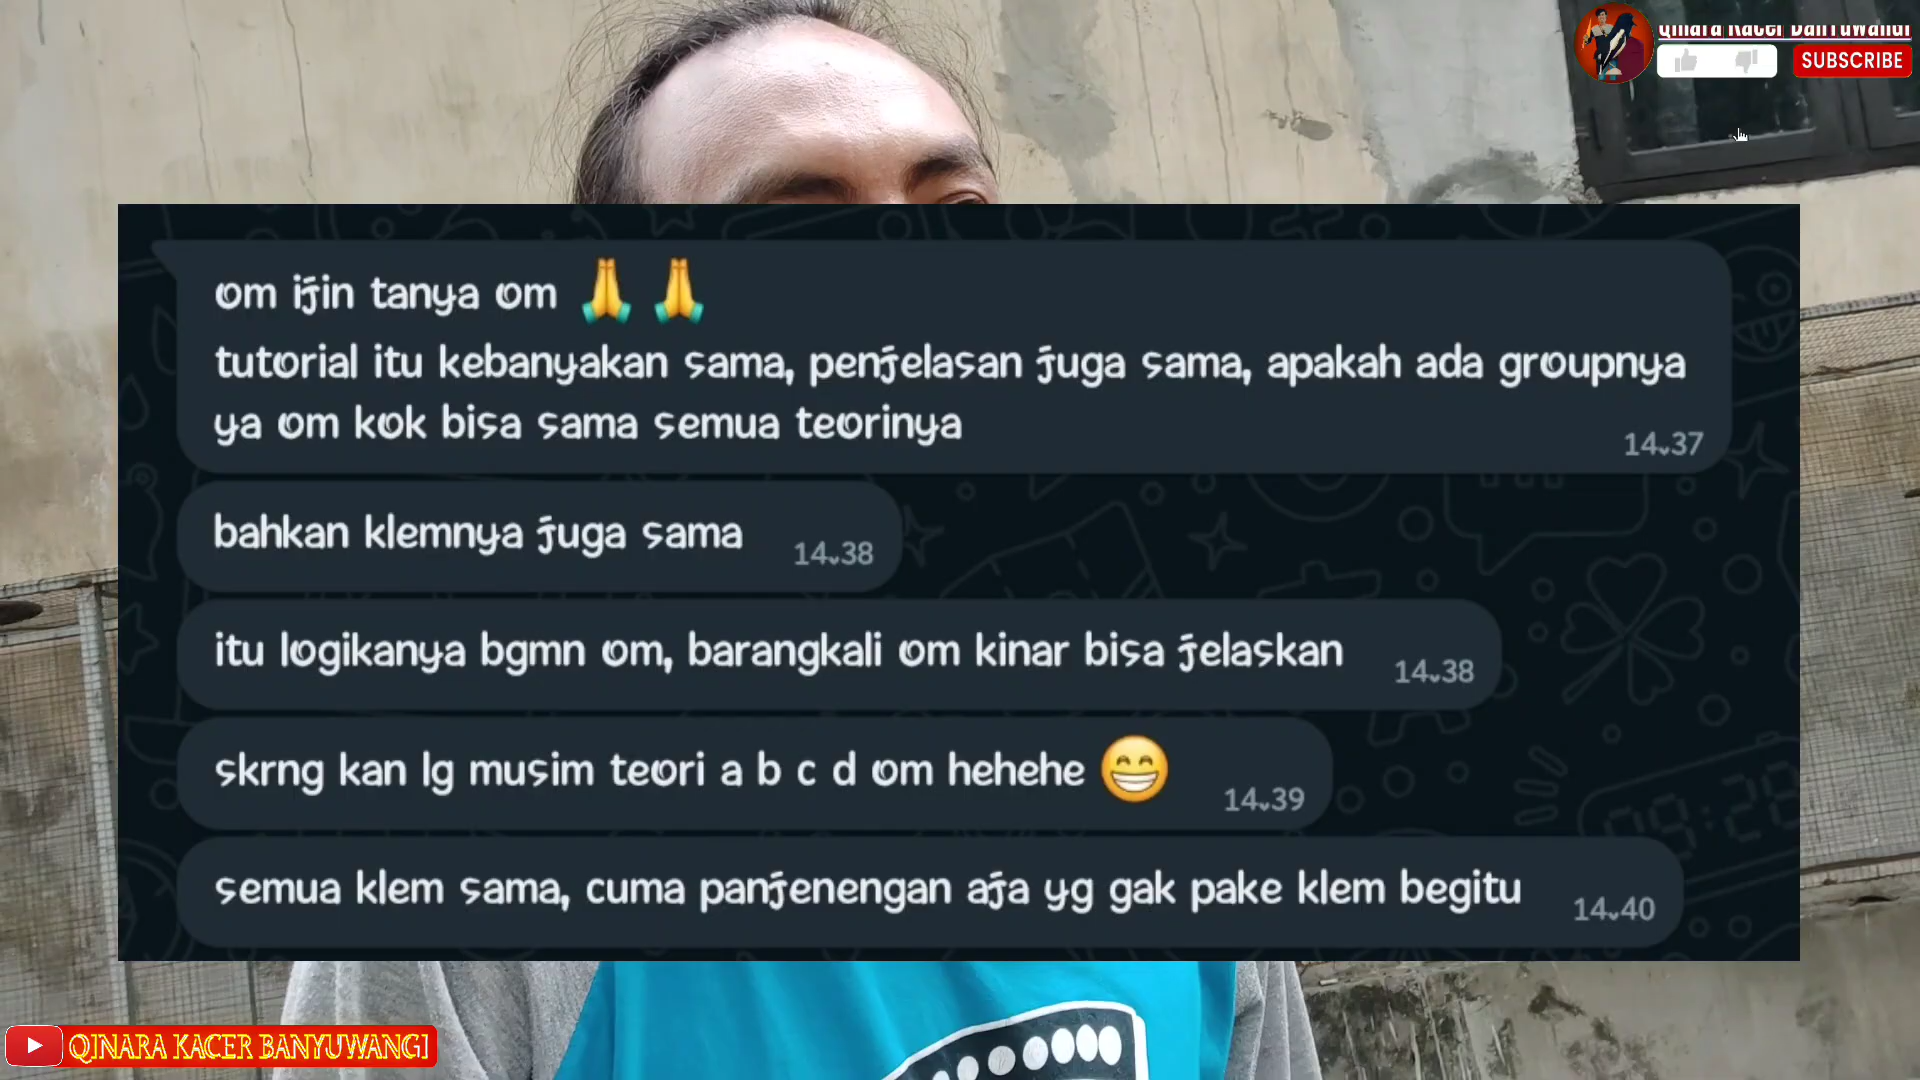 Qinara Kacer Banyuwangi
SUBSCRIBE
om ijin tanya om 🙏 🙏
tutorial itu kebanyakan sama, penjelasan juga sama, apakah ada groupnya
ya om kok bisa sama semua teorinya
14.37
bahkan klemnya juga sama
14.38
itu logikanya bgmn om, barangkali om kinar bisa jelaskan
14.38
skrng kan lg musim teori a b c d om hehehe 😁
14.39
semua klem sama, cuma panjenengan aja yg gak pake klem begitu
14.40
QINARA KACER BANYUWANGI